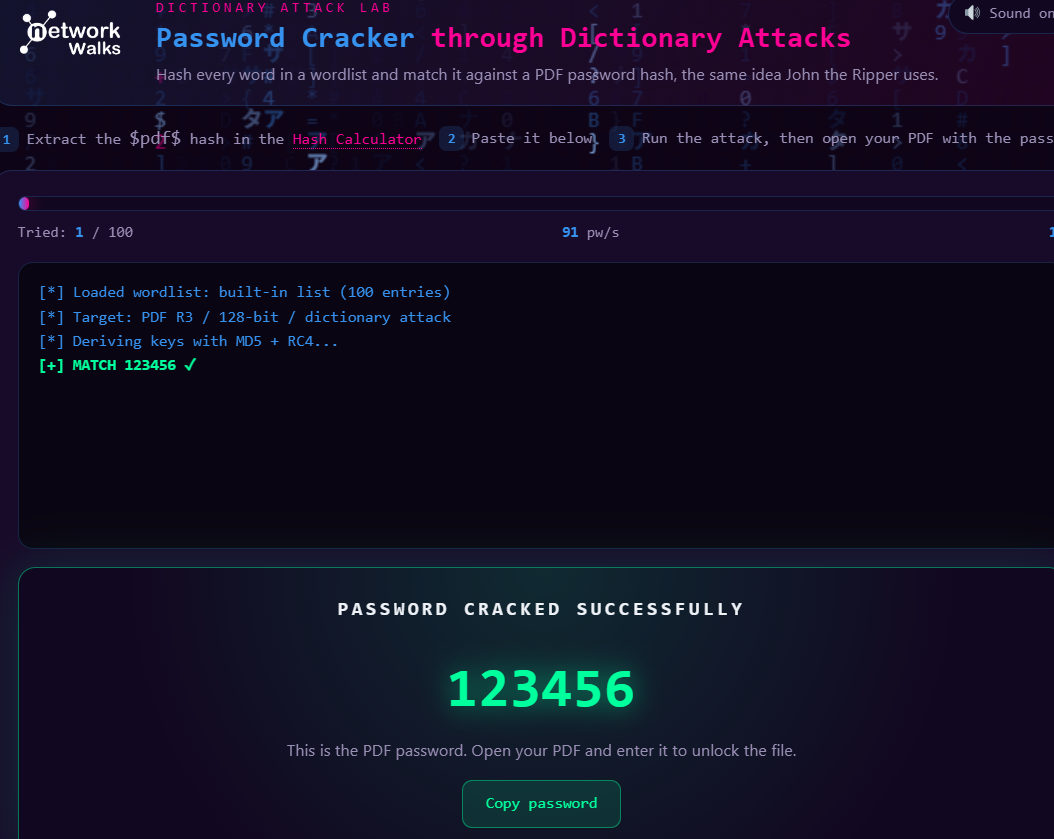 network
walks
DICTIONARY ATTACK LAB
Password Cracker through Dictionary Attacks
Hash every word in a wordlist and match it against a PDF password hash, the same idea John the Ripper uses.
Sound on
1 Extract the $pdf$ hash in the Hash Calculator 2 Paste it below. 3 Run the attack, then open your PDF with the pass
Tried: 1 / 100 91 pw/s 1
[*] Loaded wordlist: built-in list (100 entries)
[*] Target: PDF R3 / 128-bit / dictionary attack
[*] Deriving keys with MD5 + RC4...
[+] MATCH 123456 ✓
PASSWORD CRACKED SUCCESSFULLY
123456
This is the PDF password. Open your PDF and enter it to unlock the file.
Copy password